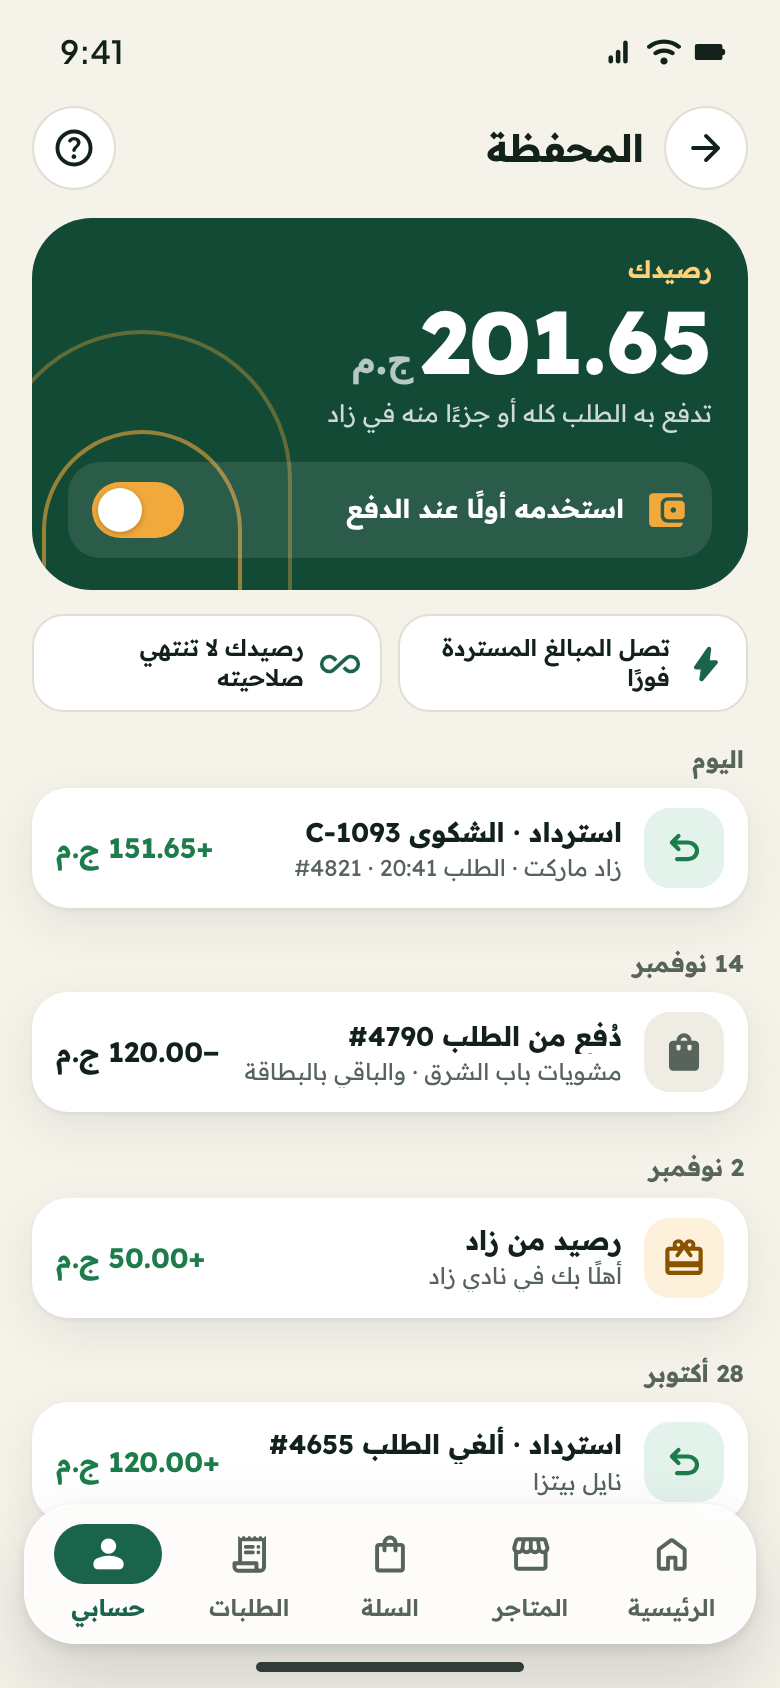 9:41
المحفظة
رصيدك
201.65 ج.م
تدفع به الطلب كله أو جزءًا منه في زاد
استخدمه أولًا عند الدفع
تصل المبالغ المستردة
فورًا
رصيدك لا تنتهي
صلاحيته
اليوم
استرداد · الشكوى C-1093
زاد ماركت · الطلب 20:41 · #4821
+151.65 ج.م
14 نوفمبر
دُفع من الطلب #4790
مشويات باب الشرق · والباقي بالبطاقة
−120.00 ج.م
2 نوفمبر
رصيد من زاد
أهلًا بك في نادي زاد
+50.00 ج.م
28 أكتوبر
استرداد · ألغي الطلب #4655
نايل بيتزا
+120.00 ج.م
الرئيسية
المتاجر
السلة
الطلبات
حسابي